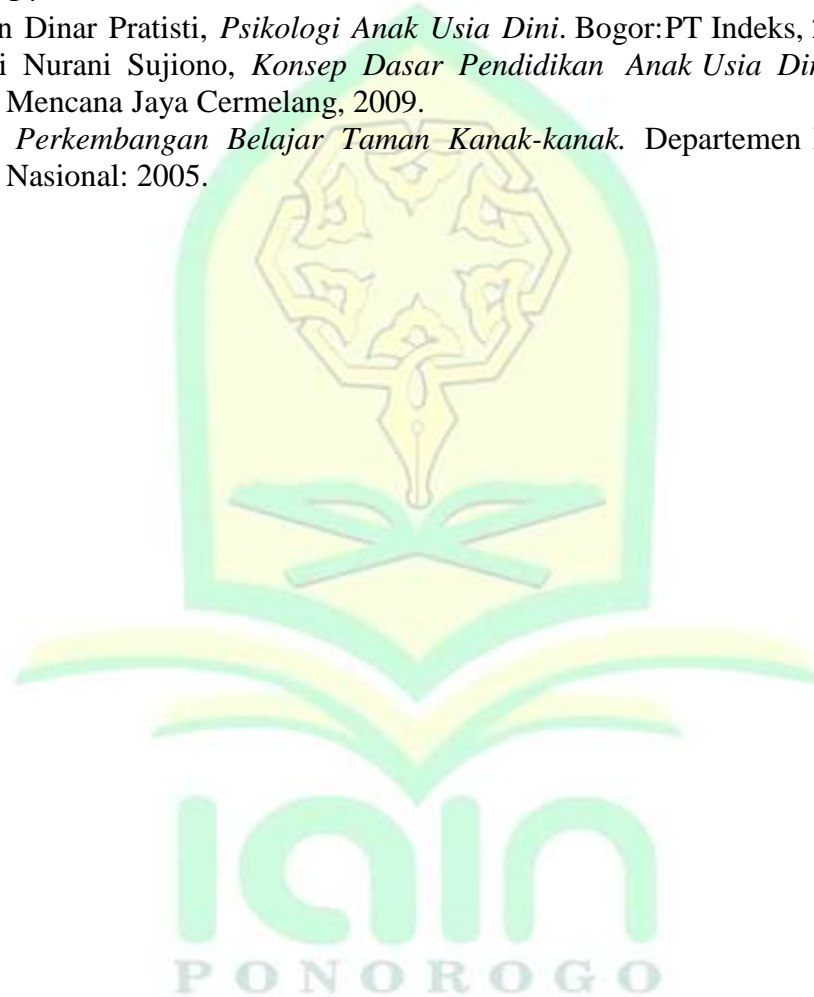 n Dinar Pratisti, Psikologi Anak Usia Dini. Bogor:PT Indeks,
i Nurani Sujiono, Konsep Dasar Pendidikan Anak Usia
Mencana Jaya Cermelang, 2009.
Perkembangan Belajar Taman Kanak-kanak. Departemen
Nasional: 2005.
iain
PONOROGO